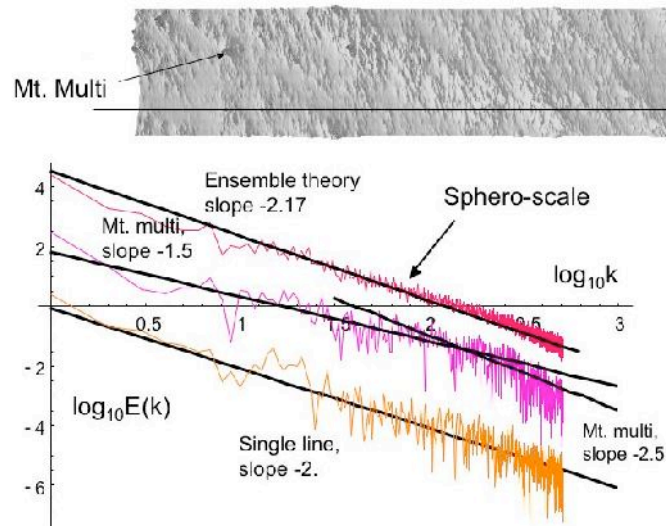 Mt. Multi
Ensemble theory
slope -2.17
Mt. multi,
slope -1.5
Sphero-scale
log10k
4
2
0.5
1
1.5
2
2.5
3
-2
-4
-6
log10E(k)
Single line,
slope -2.
Mt. multi,
slope -2.5